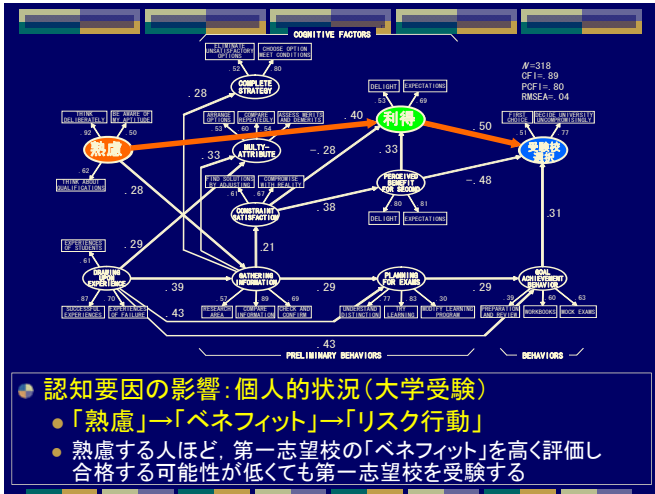 COGNITIVE FACTORS
ELIMINATE
UNSATISFACTORY
OPTIONS
CHOOSE OPTION
MEET CONDITIONS
.52
.80
COMPLETE
STRATEGY
N=318
CFI=.89
PCFI=.80
RMSEA=.04
DELIGHT
EXPECTATIONS
.53
.69
利得
.28
THINK
DELIBERATELY
BE AWARE OF
MY APTITUDE
.92
.50
熟慮
.62
THINK ABOUT
QUALIFICATIONS
ARRANGE
OPTIONS
COMPARE
REPEATEDLY
ASSESS MERITS
AND DEMERITS
.53
.60
.54
MULTY-
ATTRIBUTE
.40
.50
FIRST
CHOICE
DECIDE UNIVERSITY
UNCOMPROMISINGLY
.51
.77
受験校
選択
.33
-.28
.33
FIND SOLUTIONS
BY ADJUSTING
COMPROMISE
WITH REALITY
.61
.67
CONSTRAINT
SATISFACTION
.38
PERCEIVED
BENEFIT
FOR SECOND
-.48
.80
.81
DELIGHT
EXPECTATIONS
.28
.31
.29
.21
EXPERIENCES
OF STUDENTS
.61
DRAWING
UPON
EXPERIENCE
.39
GATHERING
INFORMATION
.29
PLANNING
FOR EXAMS
.29
GOAL
ACHIEVEMENT
BEHAVIOR
.87
.70
SUCCESSFUL
EXPERIENCES
EXPERIENCES
OF FAILURE
.43
.57
.89
.69
RESEARCH
AREA
COMPARE
INFORMATION
CHECK AND
CONFIRM
.77
.83
.30
UNDERSTAND
DISTINCTION
TRY
LEARNING
MODIFY LEARNING
PROGRAM
.39
.60
.63
PREPARATION
AND REVIEW
WORKBOOKS
MOCK EXAMS
.43
PRELIMINARY BEHAVIORS
BEHAVIORS
認知要因の影響：個人的状況（大学受験）
「熟慮」→「ベネフィット」→「リスク行動」
熟慮する人ほど，第一志望校の「ベネフィット」を高く評価し
合格する可能性が低くても第一志望校を受験する